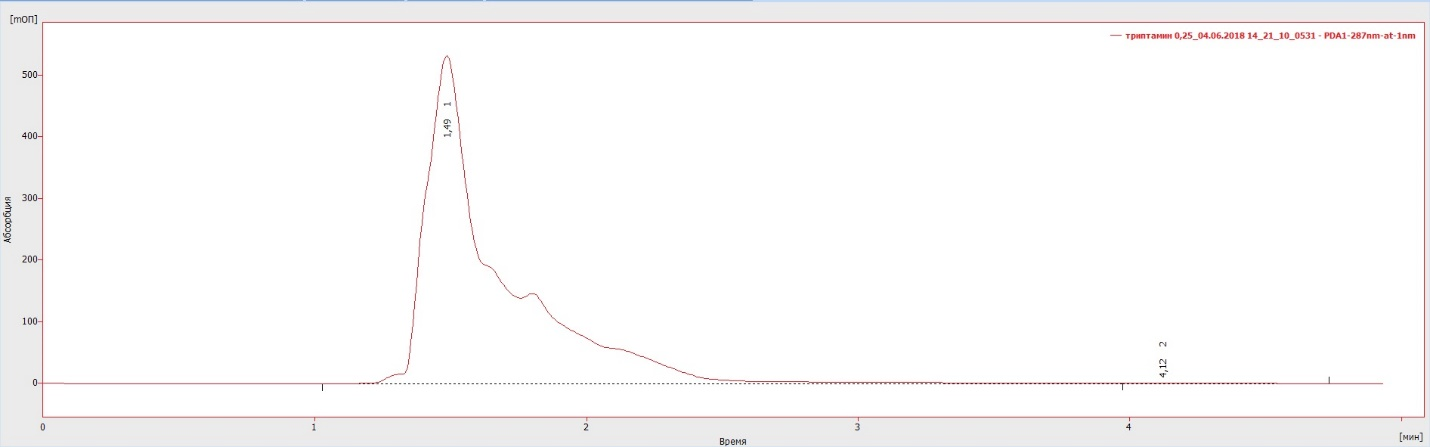 [mОП]
триптамин 0,25_04.06.2018 14_21_10_0531 - PDA1-287nm-at-1nm
500
400
300
200
100
0
Абсорбция
1,49 1
4,12 2
0
1
2
3
4
Время
[мин]